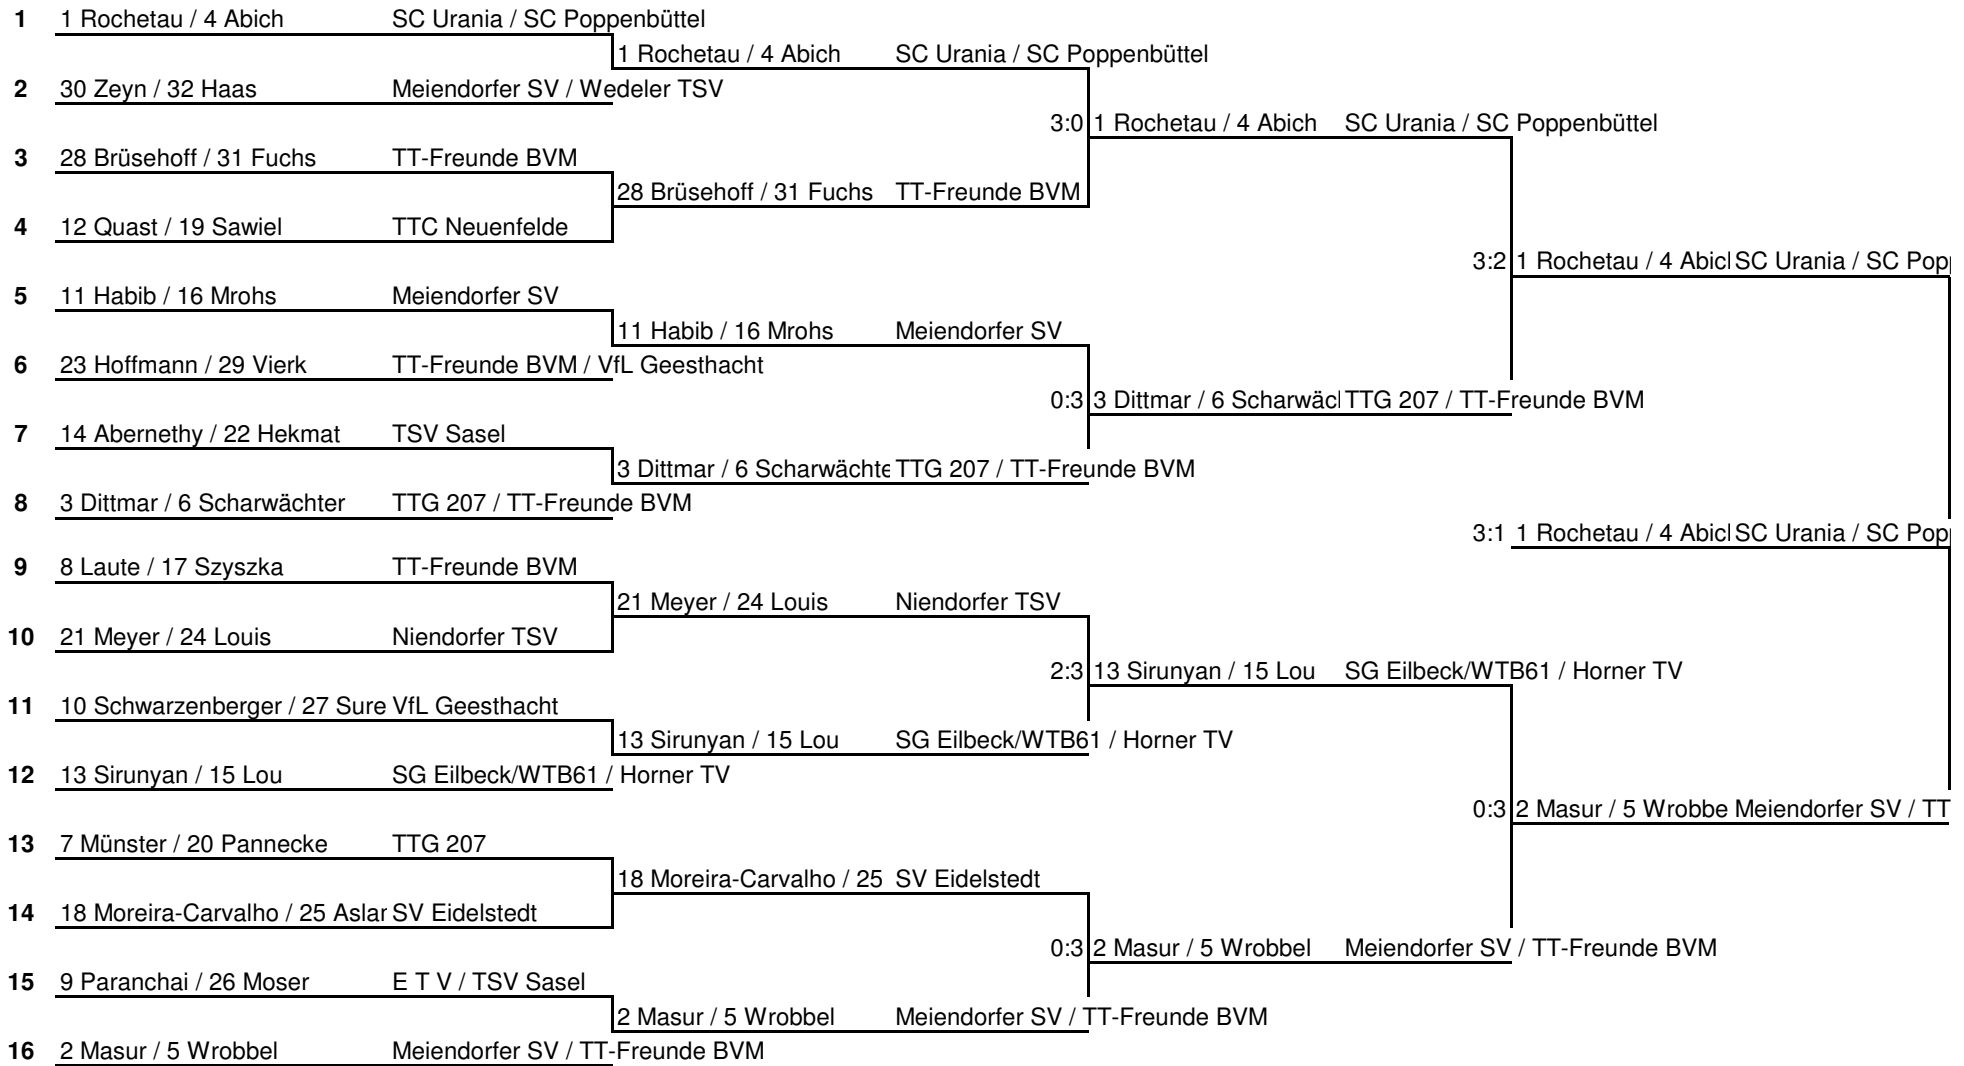 1 1 Rochetau / 4 Abich SC Urania / SC Poppenbüttel
1 Rochetau / 4 Abich SC Urania / SC Poppenbüttel
2 30 Zeyn / 32 Haas Meiendorfer SV / Wedeler TSV
3:0 1 Rochetau / 4 Abich SC Urania / SC Poppenbüttel
3 28 Brüsehoff / 31 Fuchs TT-Freunde BVM
28 Brüsehoff / 31 Fuchs TT-Freunde BVM
4 12 Quast / 19 Sawiel TTC Neuenfelde
3:2 1 Rochetau / 4 Abicl SC Urania / SC Pop
5 11 Habib / 16 Mrohs Meiendorfer SV
11 Habib / 16 Mrohs Meiendorfer SV
6 23 Hoffmann / 29 Vierk TT-Freunde BVM / VfL Geesthacht
0:3 3 Dittmar / 6 Scharwäcl TTG 207 / TT-Freunde BVM
7 14 Abernethy / 22 Hekmat TSV Sasel
3 Dittmar / 6 Scharwächte TTG 207 / TT-Freunde BVM
8 3 Dittmar / 6 Scharwächter TTG 207 / TT-Freunde BVM
3:1 1 Rochetau / 4 Abicl SC Urania / SC Pop
9 8 Laute / 17 Szyszka TT-Freunde BVM
21 Meyer / 24 Louis Niendorfer TSV
10 21 Meyer / 24 Louis Niendorfer TSV
2:3 13 Sirunyan / 15 Lou SG Eilbeck/WTB61 / Horner TV
11 10 Schwarzenberger / 27 Sure VfL Geesthacht
13 Sirunyan / 15 Lou SG Eilbeck/WTB61 / Horner TV
12 13 Sirunyan / 15 Lou SG Eilbeck/WTB61 / Horner TV
0:3 2 Masur / 5 Wrobbe Meiendorfer SV / TT
13 7 Münster / 20 Pannecke TTG 207
18 Moreira-Carvalho / 25 SV Eidelstedt
14 18 Moreira-Carvalho / 25 Aslar SV Eidelstedt
0:3 2 Masur / 5 Wrobbel Meiendorfer SV / TT-Freunde BVM
15 9 Paranchai / 26 Moser E T V / TSV Sasel
2 Masur / 5 Wrobbel Meiendorfer SV / TT-Freunde BVM
16 2 Masur / 5 Wrobbel Meiendorfer SV / TT-Freunde BVM